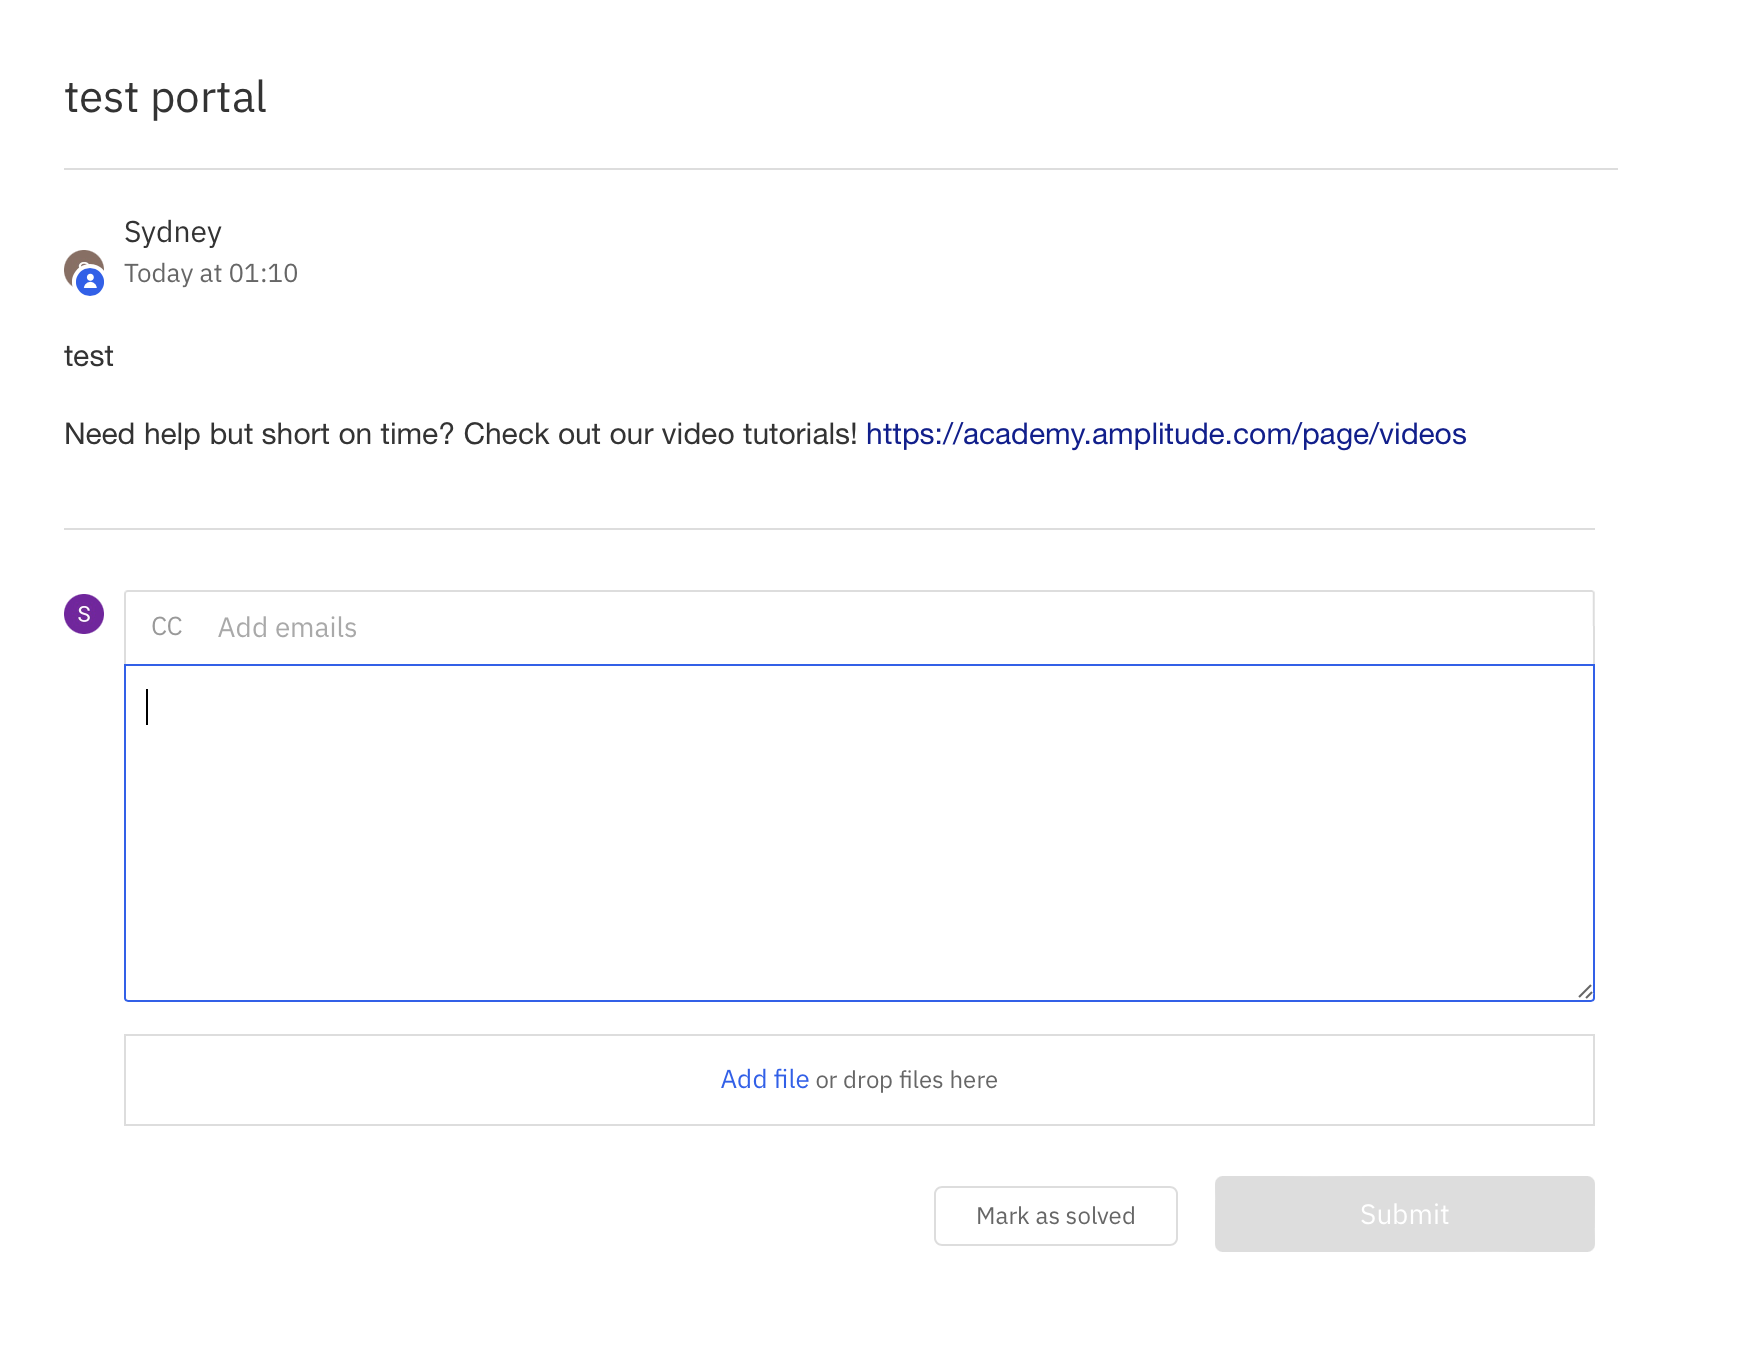 test portal
Sydney
Today at 01:10
test
Need help but short on time? Check out our video tutorials! https://academy.amplitude.com/page/videos
S
CC Add emails
Add file or drop files here
Mark as solved
Submit